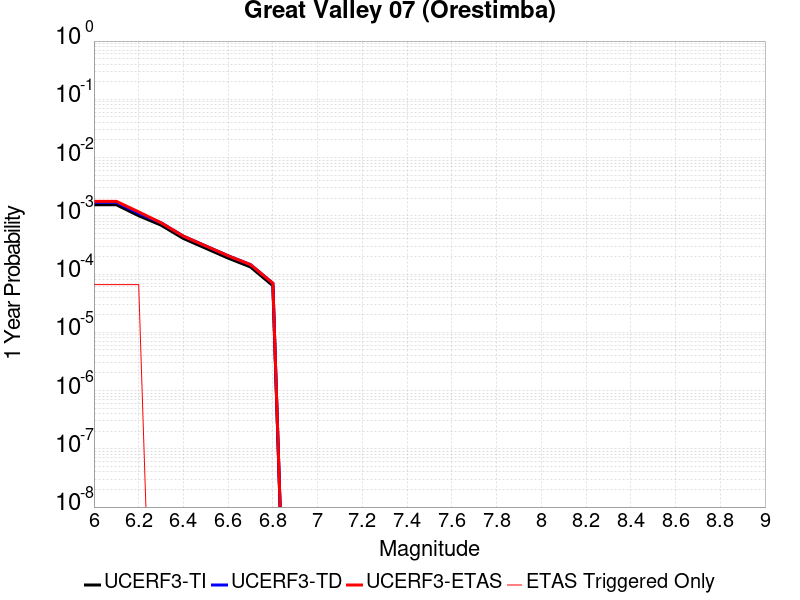 Great Valley 07 (Orestimba)
10^0
10^-1
10^-2
10^-3
10^-4
10^-5
10^-6
10^-7
10^-8
1 Year Probability
6 6.2 6.4 6.6 6.8 7 7.2 7.4 7.6 7.8 8 8.2 8.4 8.6 8.8 9
Magnitude
UCERF3-TI UCERF3-TD UCERF3-ETAS ETAS Triggered Only